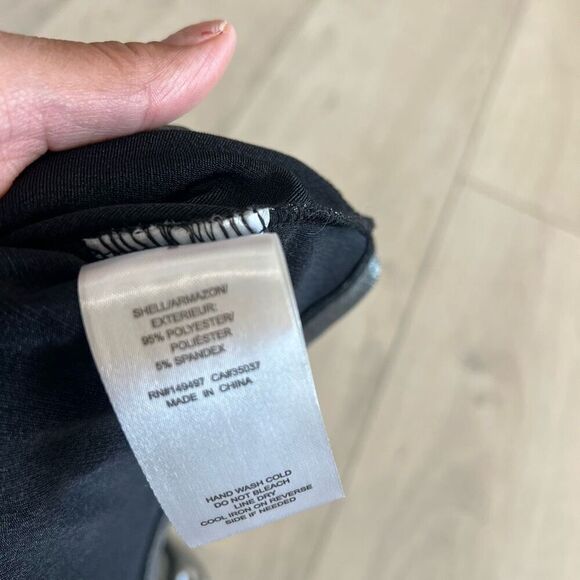 SHELL/ARMAZON/
EXTERIEUR:
95% POLYESTER/
POLIÉSTER
5% SPANDEX
RN#149497 CA#35037
MADE IN CHINA
HAND WASH COLD
DO NOT BLEACH
LINE DRY
COOL IRON ON REVERSE
SIDE IF NEEDED